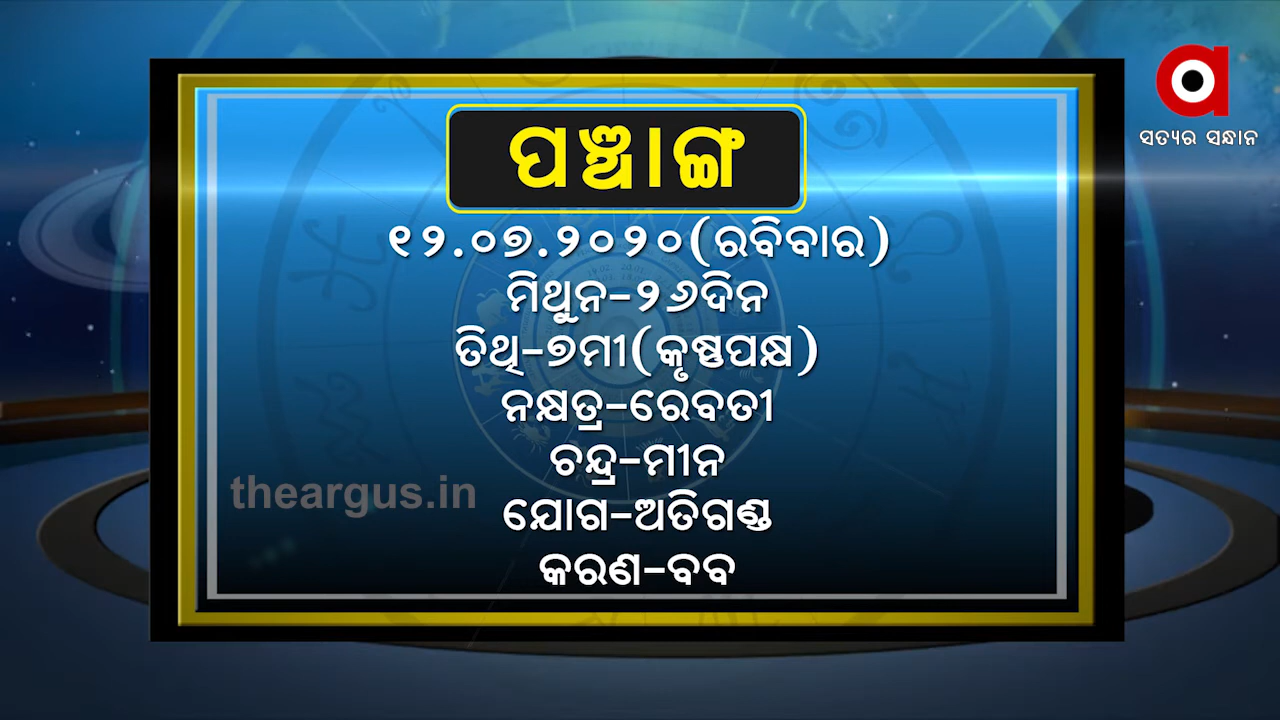 ପଞ୍ଚାଙ୍ଗ
ସତ୍ୟର ସନ୍ଧାନ
୧୨.୦୭.୨୦୨୦(ରବିବାର)
ମିଥୁନ-୨୬ଦିନ
ତିଥି-୭ମୀ(କୃଷ୍ଣପକ୍ଷ)
ନକ୍ଷତ୍ର-ରେବତୀ
ଚନ୍ଦ୍ର-ମୀନ
theargus.in
ଯୋଗ-ଅତିଗଣ୍ଡ
କରଣ-ବବ